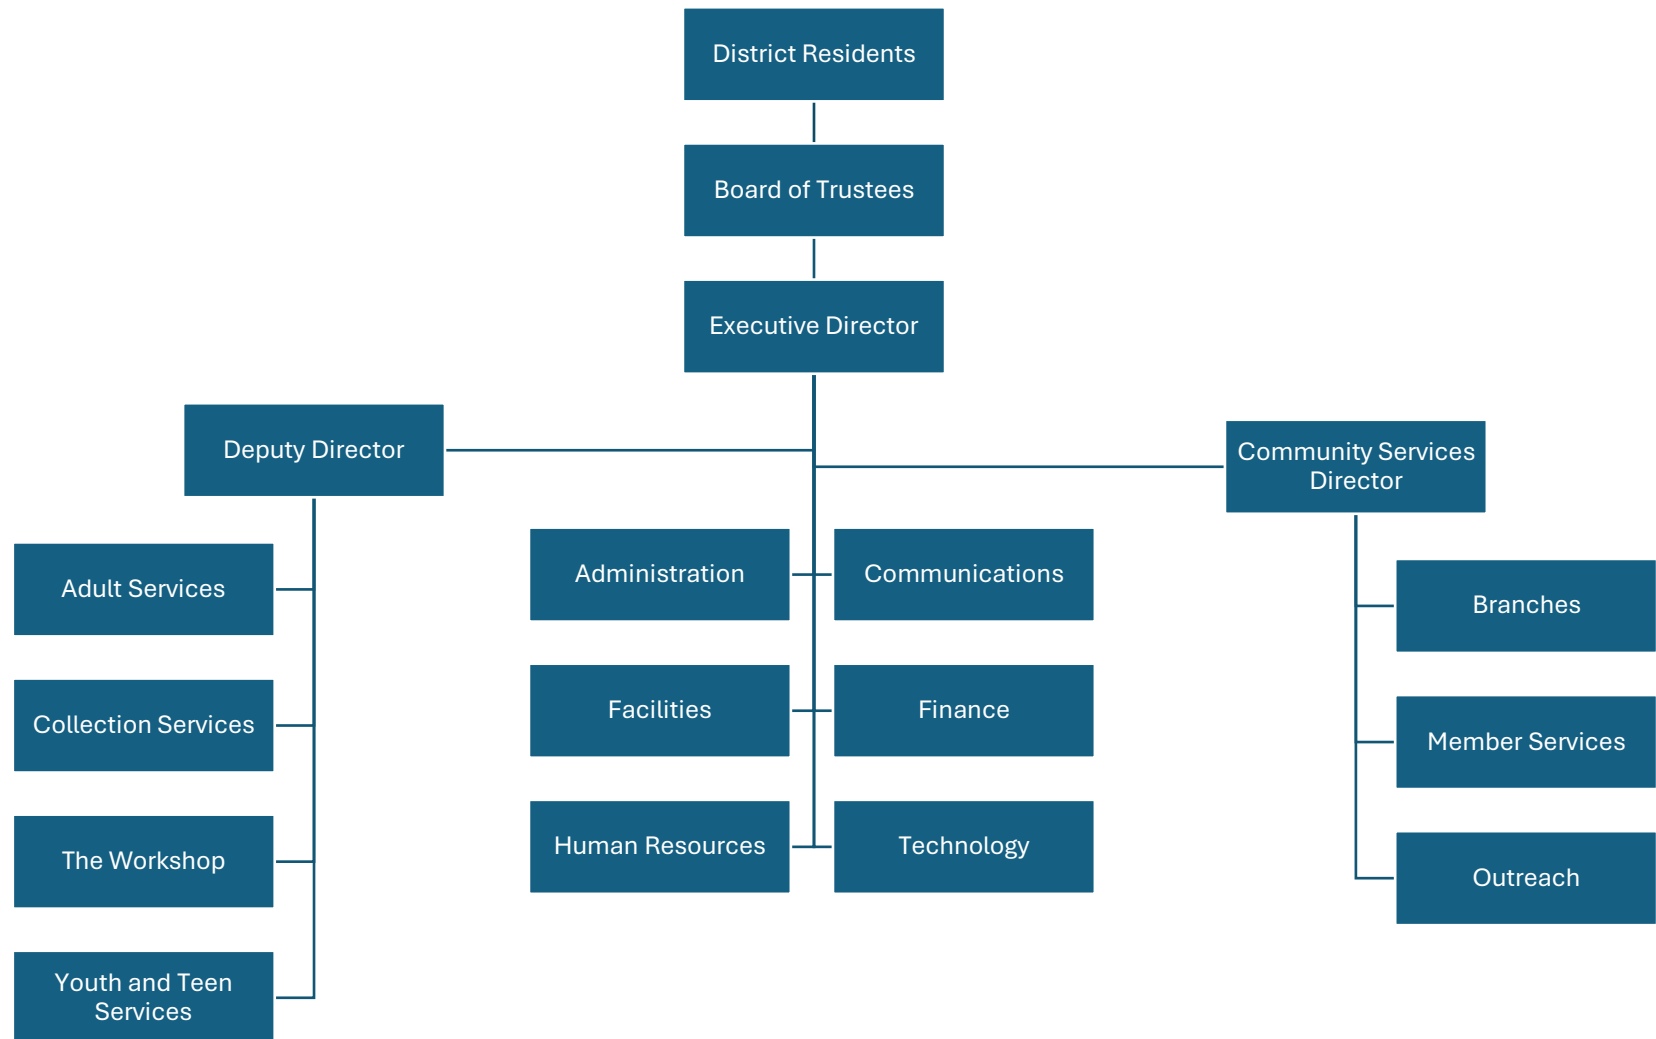 District Residents
Board of Trustees
Executive Director
Deputy Director
Community Services
Director
Adult Services
Collection Services
The Workshop
Youth and Teen
Services
Administration
Communications
Facilities
Finance
Human Resources
Technology
Branches
Member Services
Outreach